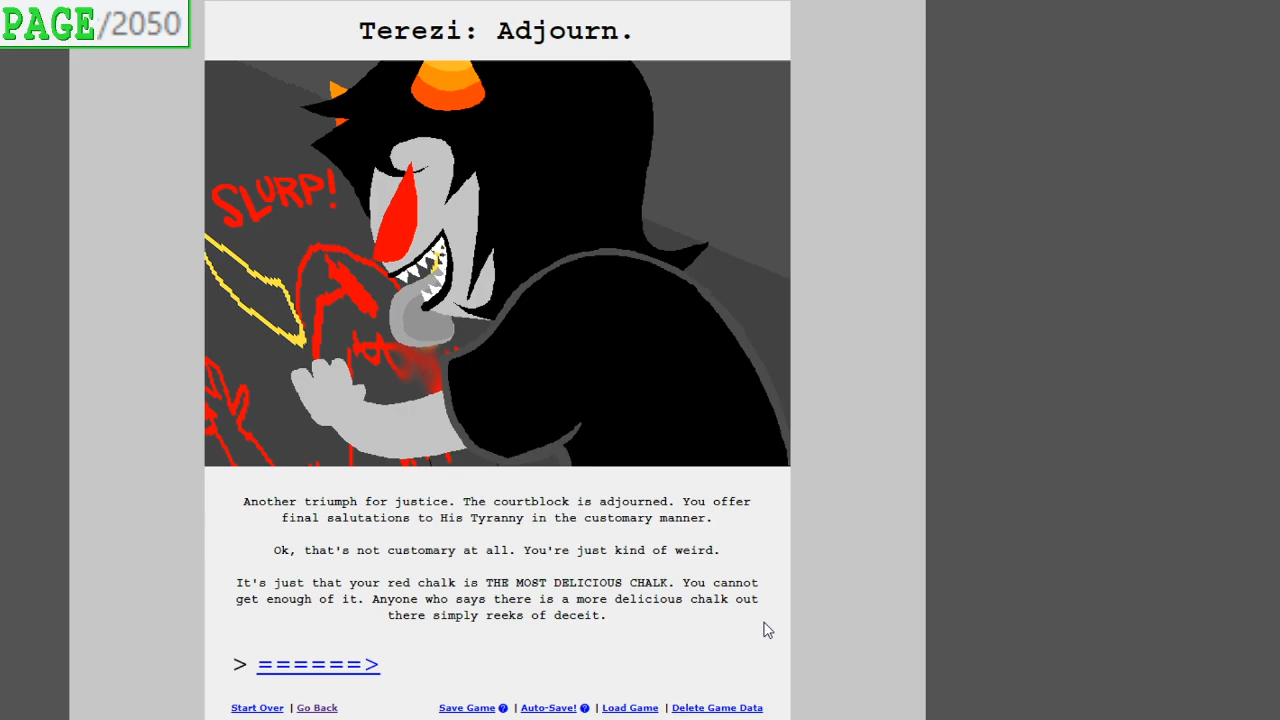 PAGE/2050
Terezi: Adjourn.
SLURP!
Another triumph for justice. The courtblock is adjourned. You offer
final salutations to His Tyranny in the customary manner.
Ok, that's not customary at all. You're just kind of weird.
It's just that your red chalk is THE MOST DELICIOUS CHALK. You cannot
get enough of it. Anyone who says there is a more delicious chalk out
there simply reeks of deceit.
> ======>
Start Over | Go Back
Save Game ? | Auto-Save! ? | Load Game | Delete Game Data